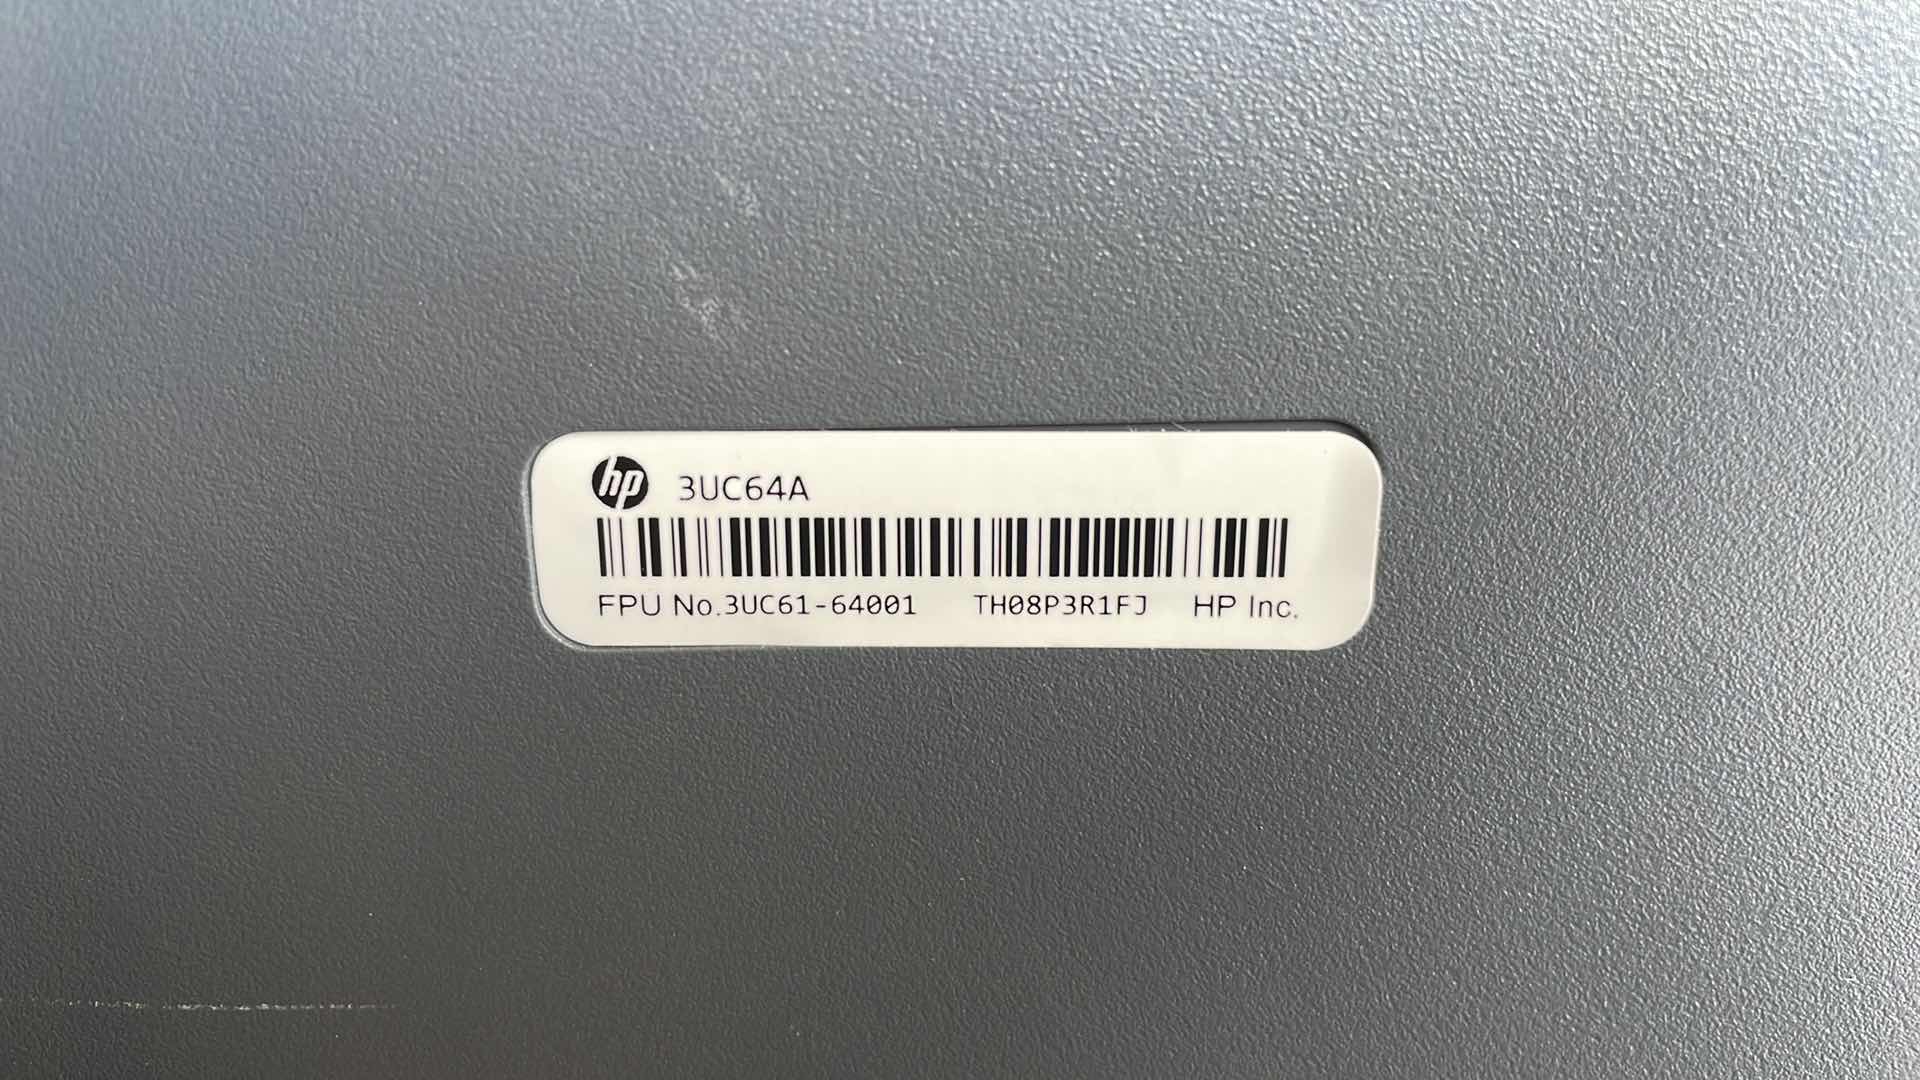 hp 3UC64A
FPU No.3UC61-64001 TH08P3R1FJ HP Inc.